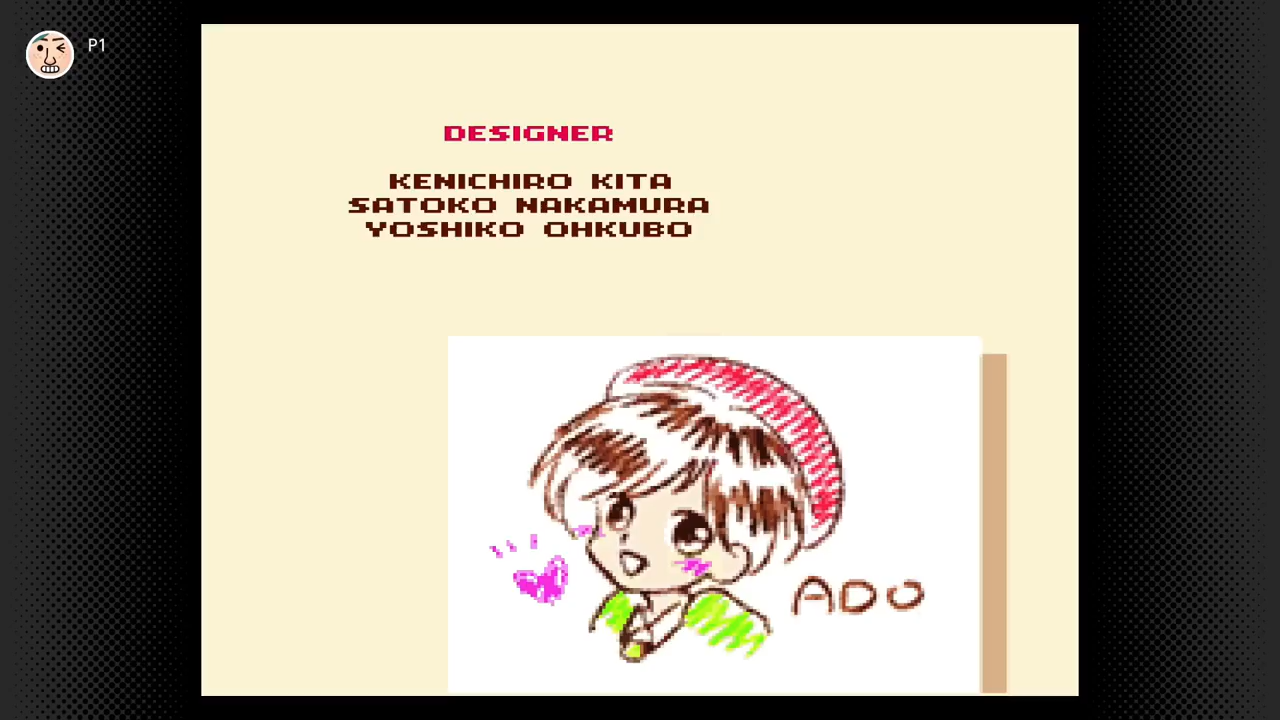 P1
DESIGNER
KENICHIRO KITA
SATOKO NAKAMURA
YOSHIKO OHKUBO
ADO